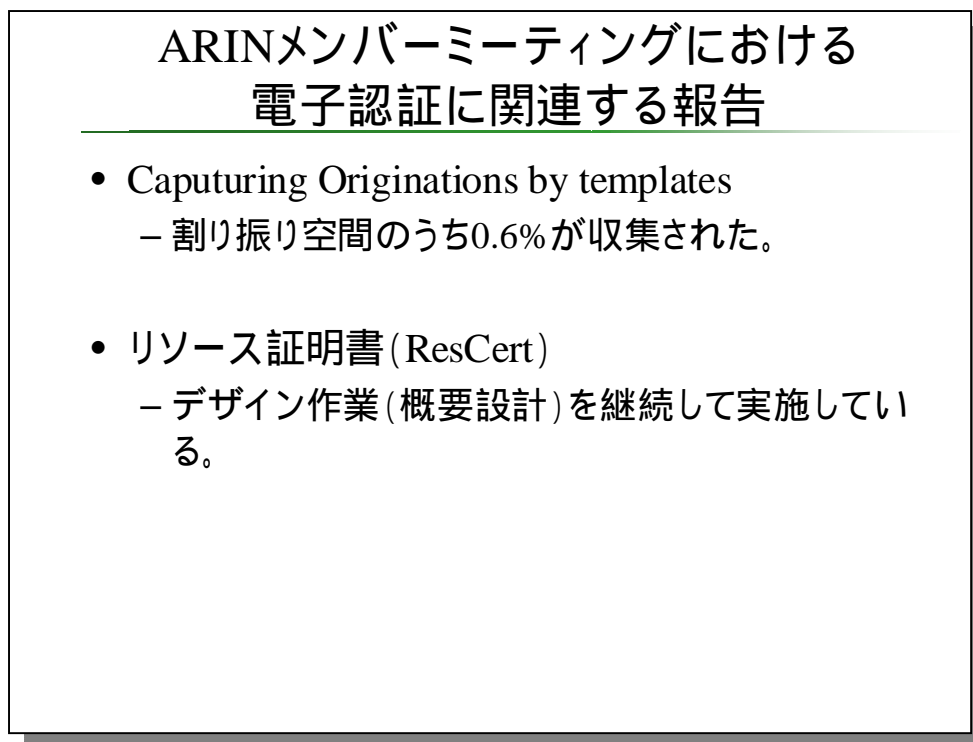 ARINメンバーミーティングにおける
電子認証に関連する報告
• Caputuring Originations by templates
– 割り振り空間のうち0.6%が収集された。
• リソース証明書(ResCert)
– デザイン作業(概要設計)を継続して実施してい
る。